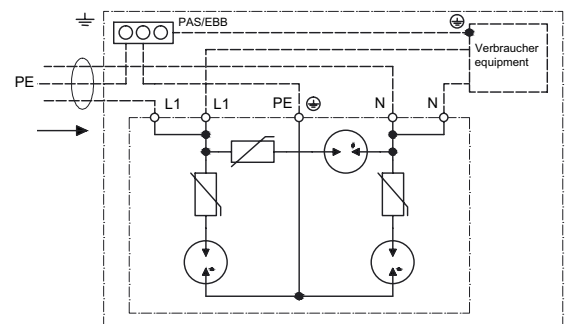 PAS/EBB
Verbraucher
equipment
PE
L1 L1 PE N N